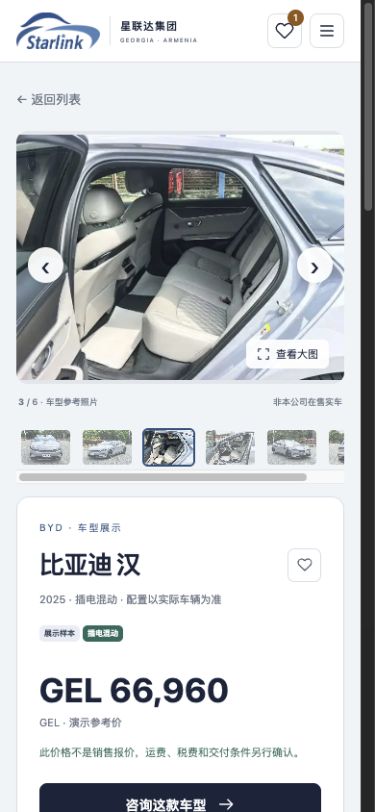 Starlink
星联达集团
GEORGIA · ARMENIA
1
← 返回列表
查看大图
3 / 6 · 车型参考照片
非本公司在售实车
BYD · 车型展示
比亚迪 汉
2025 · 插电混动 · 配置以实际车辆为准
展示样本
插电混动
GEL 66,960
GEL · 演示参考价
此价格不是销售报价，运费、税费和交付条件另行确认。
咨询这款车型 →